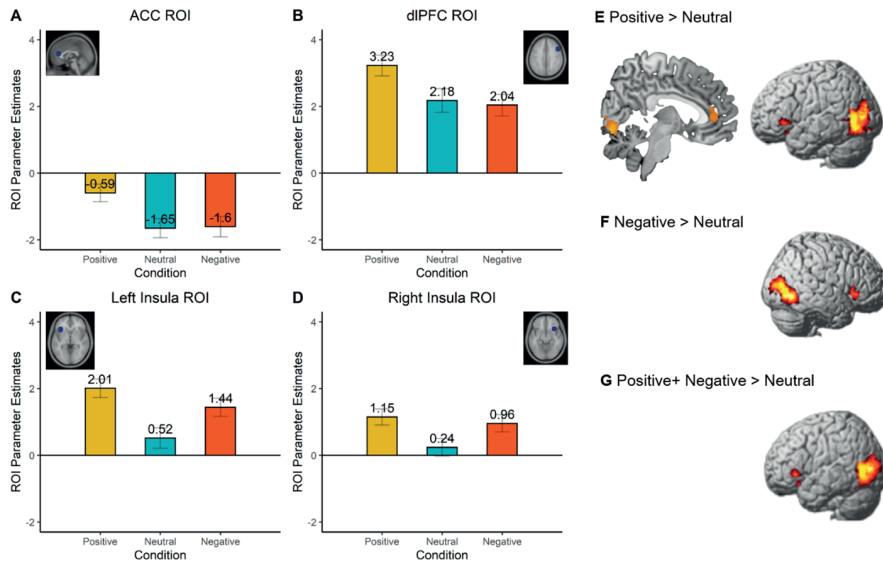 A
ACC ROI
4
2
0
-2
-0.59
-1.65
-1.6
ROI Parameter Estimates
Positive
Neutral
Negative
Condition
B
dlPFC ROI
4
2
0
-2
3.23
2.18
2.04
ROI Parameter Estimates
Positive
Neutral
Negative
Condition
C
Left Insula ROI
4
2
0
-2
2.01
0.52
1.44
ROI Parameter Estimates
Positive
Neutral
Negative
Condition
D
Right Insula ROI
4
2
0
-2
1.15
0.24
0.96
ROI Parameter Estimates
Positive
Neutral
Negative
Condition
E Positive > Neutral
F Negative > Neutral
G Positive+ Negative > Neutral